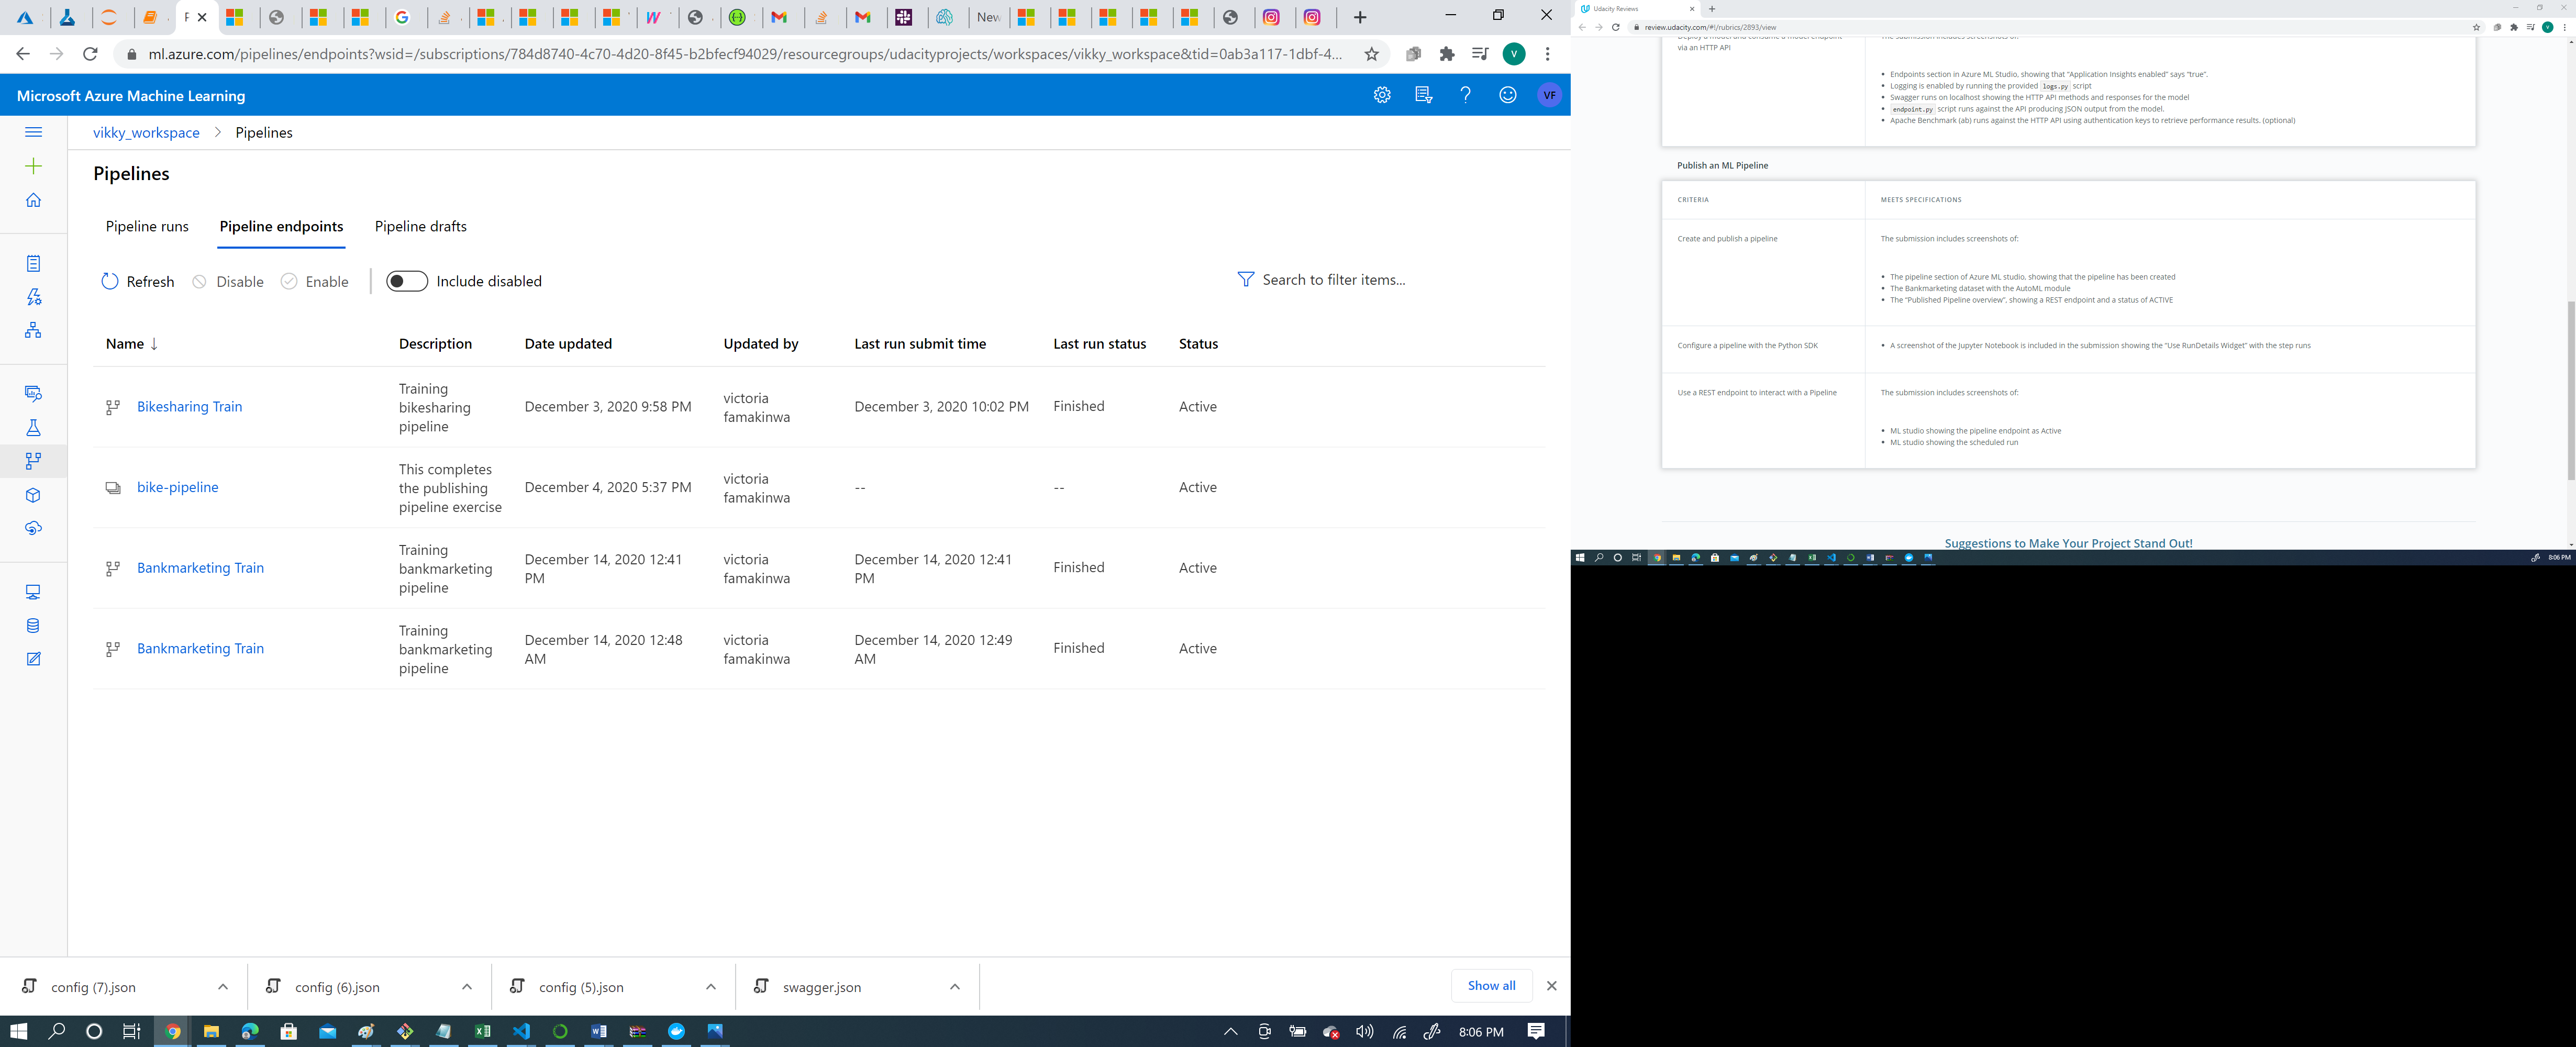 P
New
ml.azure.com/pipelines/endpoints?wsid=/subscriptions/784d8740-4c70-4d20-8f45-b2bfecf94029/resourcegroups/udacityprojects/workspaces/vikky_workspace&tid=0ab3a117-1dbf-4...
V
Microsoft Azure Machine Learning
VF
vikky_workspace > Pipelines
Pipelines
Pipeline runs Pipeline endpoints Pipeline drafts
Refresh Disable Enable Include disabled Search to filter items...
Name ↓ Description Date updated Updated by Last run submit time Last run status Status
Bikesharing Train Training bikesharing pipeline December 3, 2020 9:58 PM victoria famakinwa December 3, 2020 10:02 PM Finished Active
bike-pipeline This completes the publishing pipeline exercise December 4, 2020 5:37 PM victoria famakinwa -- -- Active
Bankmarketing Train Training bankmarketing pipeline December 14, 2020 12:41 PM victoria famakinwa December 14, 2020 12:41 PM Finished Active
Bankmarketing Train Training bankmarketing pipeline December 14, 2020 12:48 AM victoria famakinwa December 14, 2020 12:49 AM Finished Active
config (7).json config (6).json config (5).json swagger.json Show all
8:06 PM
Udacity Reviews
review.udacity.com/#!/rubrics/2893/view
via an HTTP API
Endpoints section in Azure ML Studio, showing that “Application Insights enabled” says “true”.
Logging is enabled by running the provided logs.py script
Swagger runs on localhost showing the HTTP API methods and responses for the model
endpoint.py script runs against the API producing JSON output from the model.
Apache Benchmark (ab) runs against the HTTP API using authentication keys to retrieve performance results. (optional)
Publish an ML Pipeline
CRITERIA MEETS SPECIFICATIONS
Create and publish a pipeline The submission includes screenshots of:
The pipeline section of Azure ML studio, showing that the pipeline has been created
The Bankmarketing dataset with the AutoML module
The “Published Pipeline overview”, showing a REST endpoint and a status of ACTIVE
Configure a pipeline with the Python SDK A screenshot of the Jupyter Notebook is included in the submission showing the “Use RunDetails Widget” with the step runs
Use a REST endpoint to interact with a Pipeline The submission includes screenshots of:
ML studio showing the pipeline endpoint as Active
ML studio showing the scheduled run
Suggestions to Make Your Project Stand Out!
8:06 PM